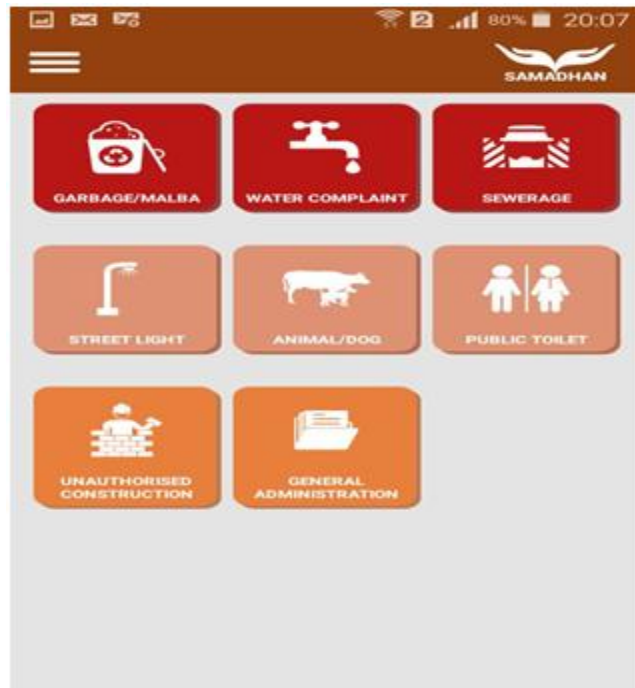 2 80% 20:07
SAMADHAN
GARBAGE/MALBA
WATER COMPLAINT
SEWERAGE
STREET LIGHT
ANIMAL/DOG
PUBLIC TOILET
UNAUTHORISED
CONSTRUCTION
GENERAL
ADMINISTRATION